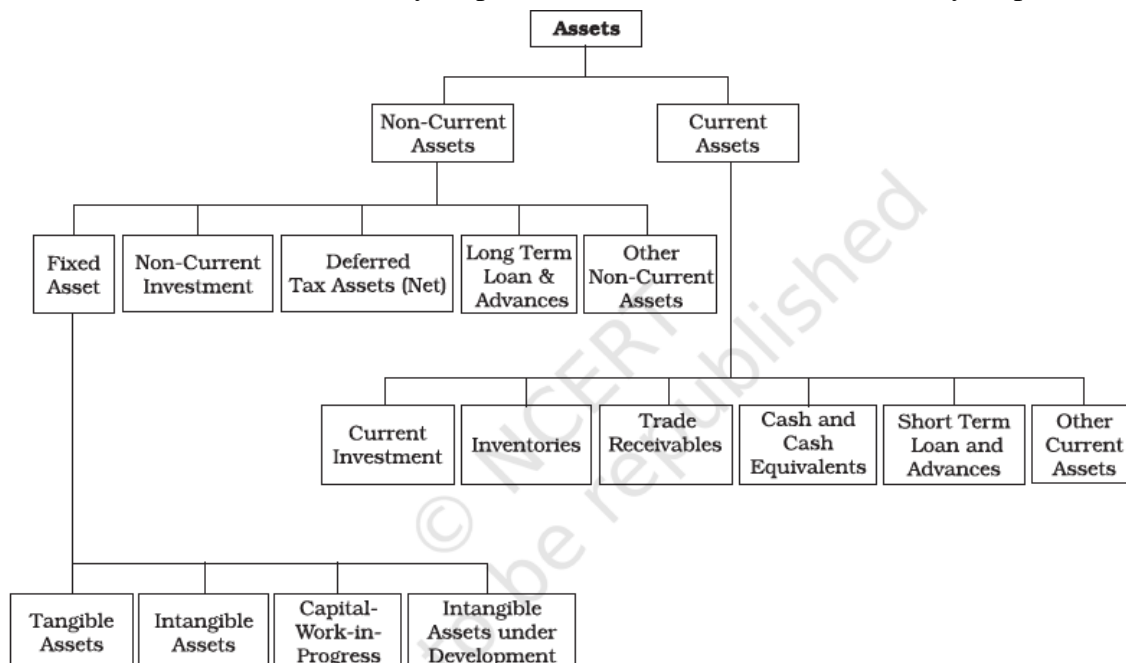 Assets
Non-Current
Assets
Current
Assets
Fixed
Asset
Non-Current
Investment
Deferred
Tax Assets (Net)
Long Term
Loan &
Advances
Other
Non-Current
Assets
Current
Investment
Inventories
Trade
Receivables
Cash and
Cash
Equivalents
Short Term
Loan and
Advances
Other
Current
Assets
Tangible
Assets
Intangible
Assets
Capital-
Work-in-
Progress
Intangible
Assets under
Development
© NCERT
to be republished